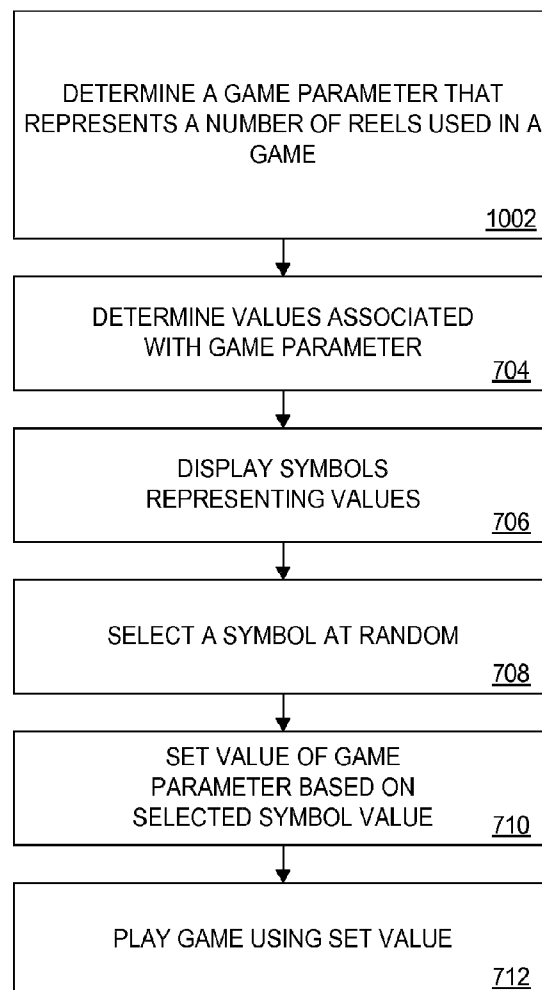 DETERMINE A GAME PARAMETER THAT
REPRESENTS A NUMBER OF REELS USED IN A
GAME
1002
DETERMINE VALUES ASSOCIATED
WITH GAME PARAMETER
704
DISPLAY SYMBOLS
REPRESENTING VALUES
706
SELECT A SYMBOL AT RANDOM
708
SET VALUE OF GAME
PARAMETER BASED ON
SELECTED SYMBOL VALUE
710
PLAY GAME USING SET VALUE
712